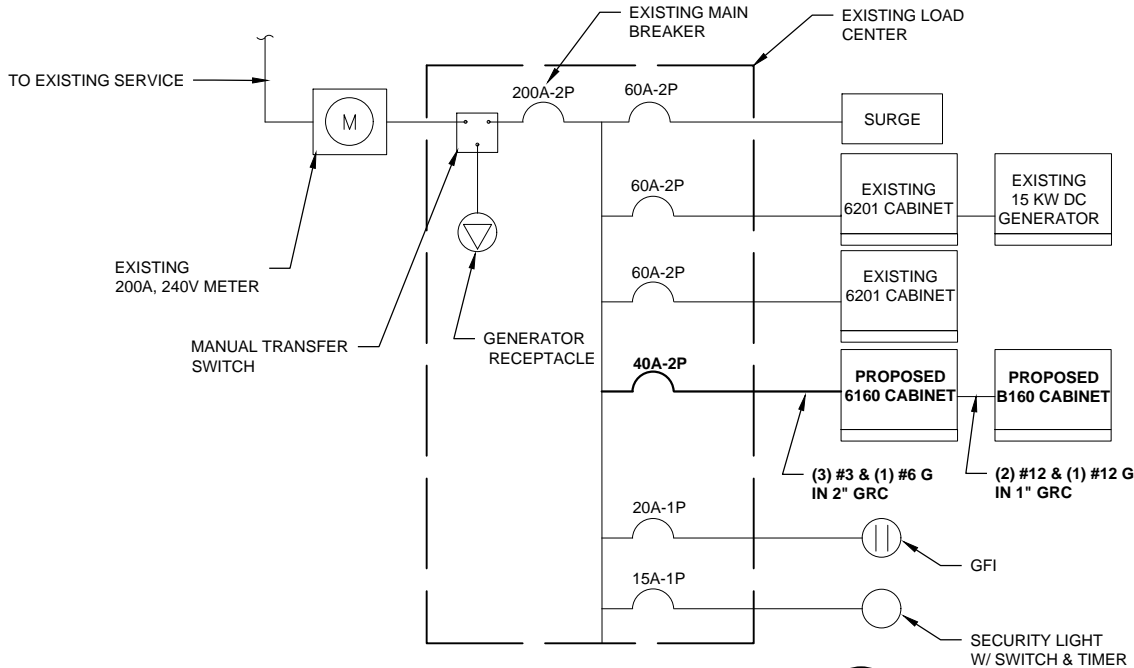 EXISTING MAIN
BREAKER
EXISTING LOAD
CENTER
TO EXISTING SERVICE
200A-2P
60A-2P
M
SURGE
60A-2P
EXISTING
6201 CABINET
EXISTING
15 KW DC
GENERATOR
EXISTING
200A, 240V METER
60A-2P
EXISTING
6201 CABINET
MANUAL TRANSFER
SWITCH
GENERATOR
RECEPTACLE
40A-2P
PROPOSED
6160 CABINET
PROPOSED
B160 CABINET
(3) #3 & (1) #6 G
IN 2" GRC
(2) #12 & (1) #12 G
IN 1" GRC
20A-1P
GFI
15A-1P
SECURITY LIGHT
W/ SWITCH & TIMER